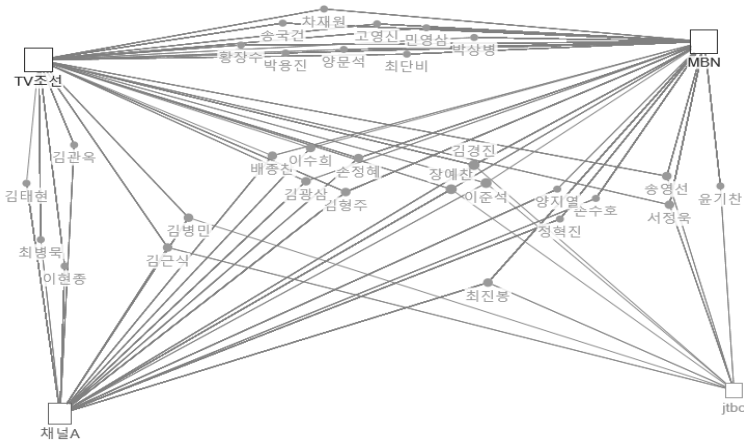 차재원
송국건
고영신
민영삼
박상병
황장수
박용진
양문석
최단비
TV조선
MBN
김관옥
이수희
배종찬
손정혜
김경진
장예찬
김광삼
김형주
이준석
양지열
손수호
송영선
서정욱
윤기찬
김태현
김병민
정혁진
최병묵
김근식
이현종
최진봉
jtbc
채널A